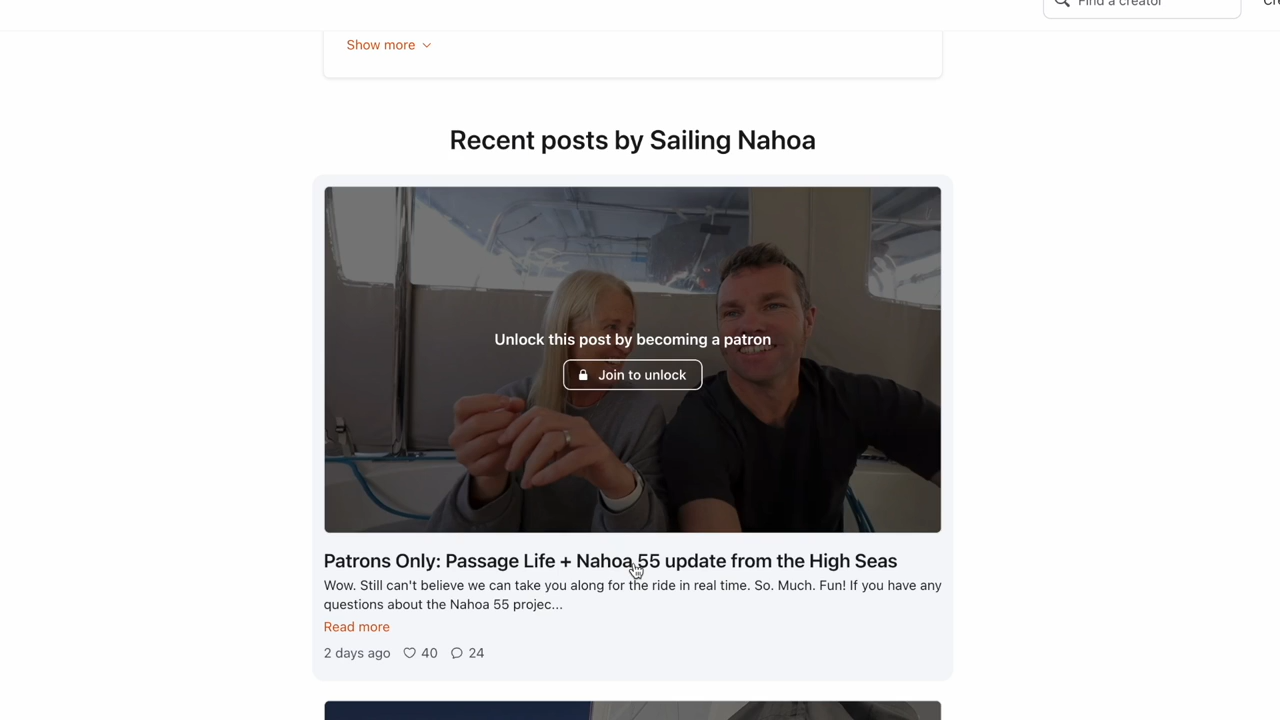 Find a creator
Show more
Recent posts by Sailing Nahoa
Unlock this post by becoming a patron
Join to unlock
Patrons Only: Passage Life + Nahoa 55 update from the High Seas
Wow. Still can't believe we can take you along for the ride in real time. So. Much. Fun! If you have any
questions about the Nahoa 55 projec...
Read more
2 days ago 40 24